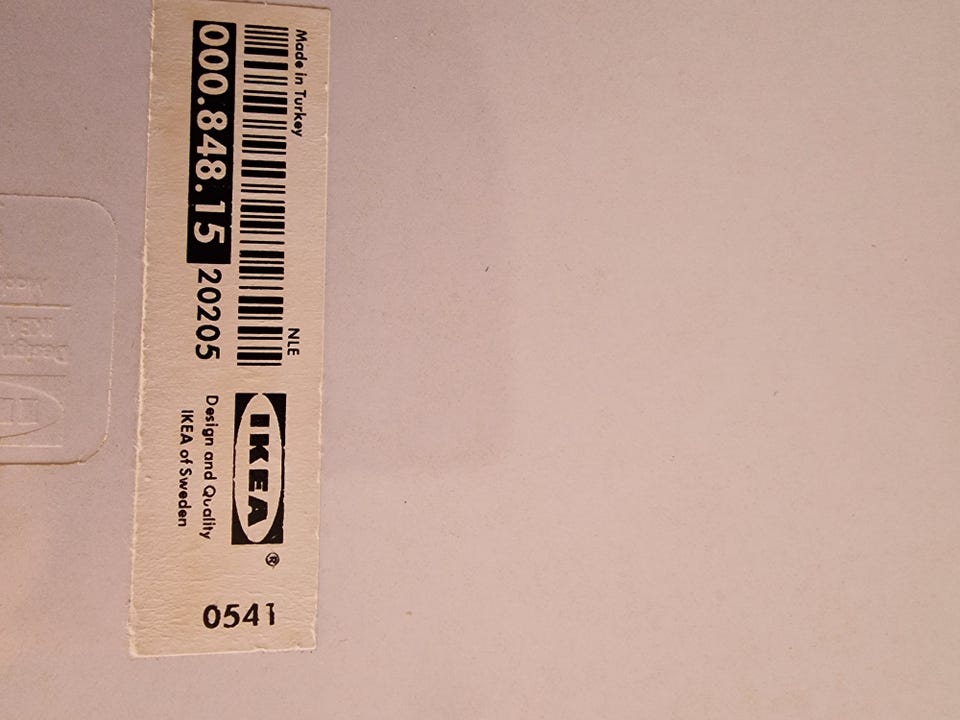 Made in Turkey
NLE
000.848.15 20205
IKEA®
Design and Quality
IKEA of Sweden
0541